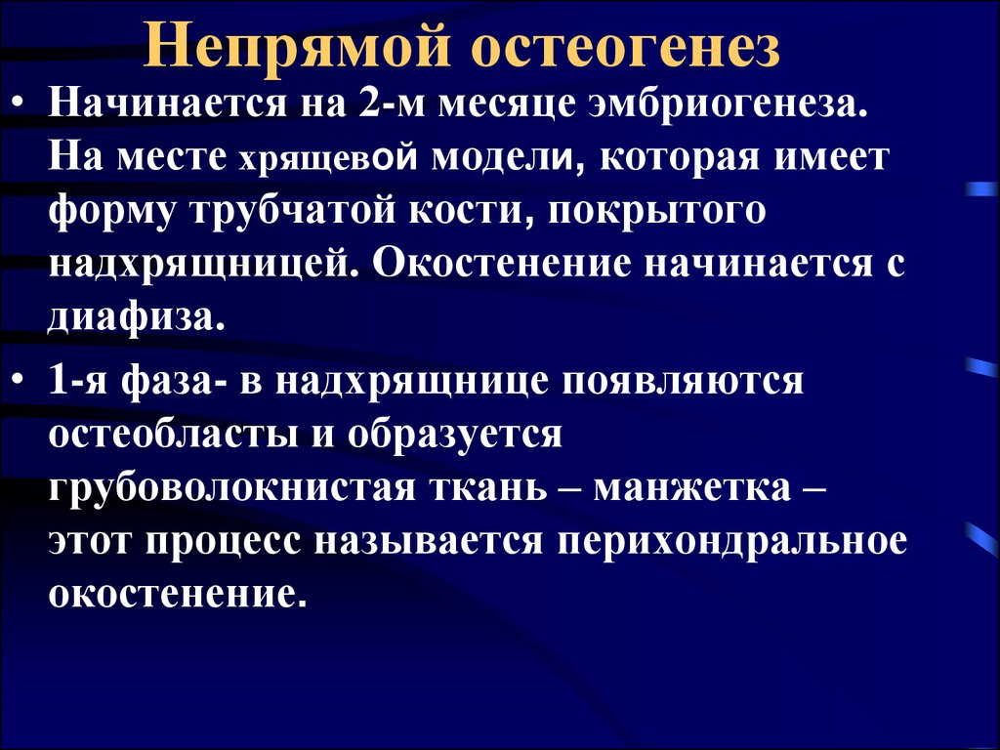 Непрямой остеогенез
• Начинается на 2-м месяце эмбриогенеза.
На месте хрящевой модели, которая имеет
форму трубчатой кости, покрытого
надхрящницей. Окостенение начинается с
диафиза.
• 1-я фаза- в надхрящнице появляются
остеобласты и образуется
грубоволокнистая ткань – манжетка –
этот процесс называется перихондральное
окостенение.